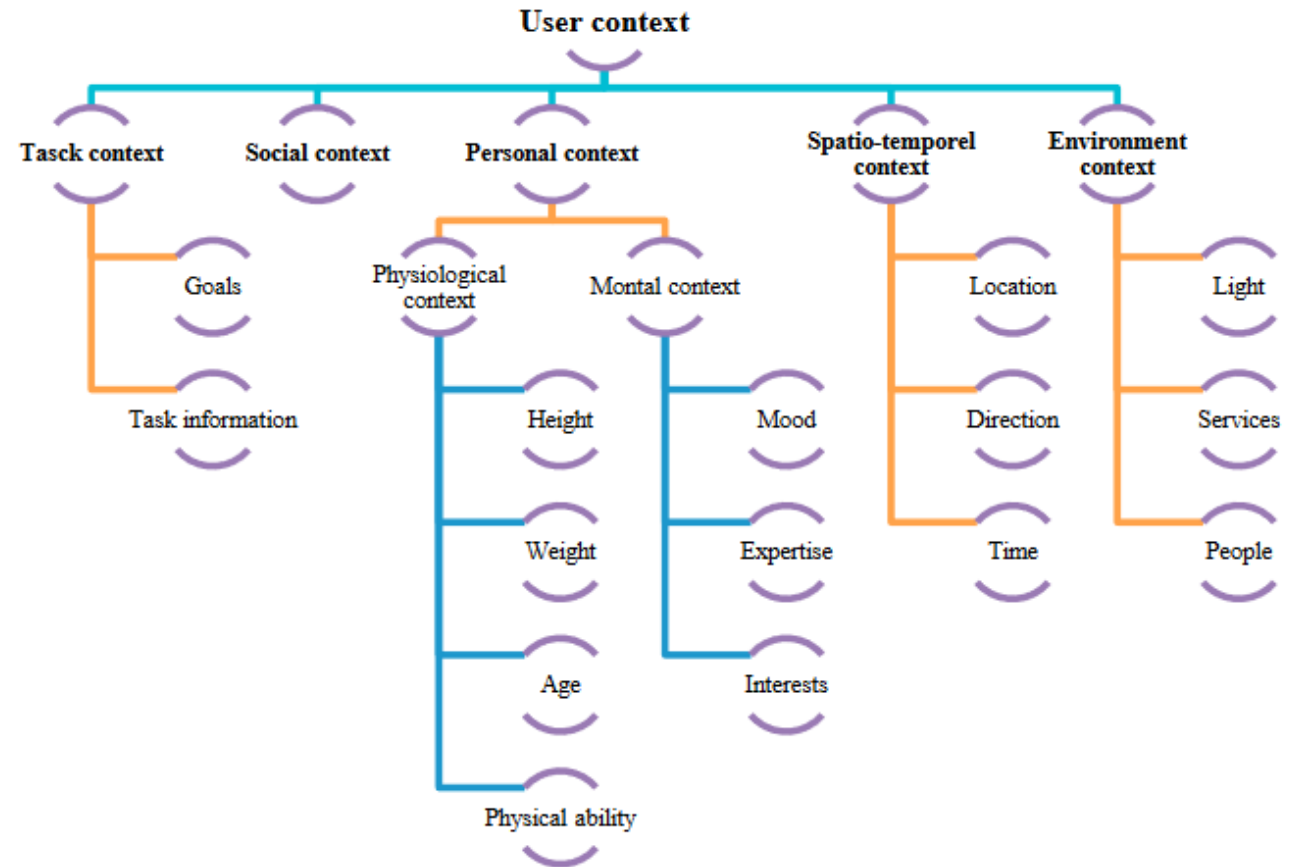 User context
Tasck context
Social context
Personal context
Spatio-temporel
context
Environment
context
Goals
Task information
Physiological
context
Montal context
Height
Weight
Age
Physical ability
Mood
Expertise
Interests
Location
Direction
Time
Light
Services
People